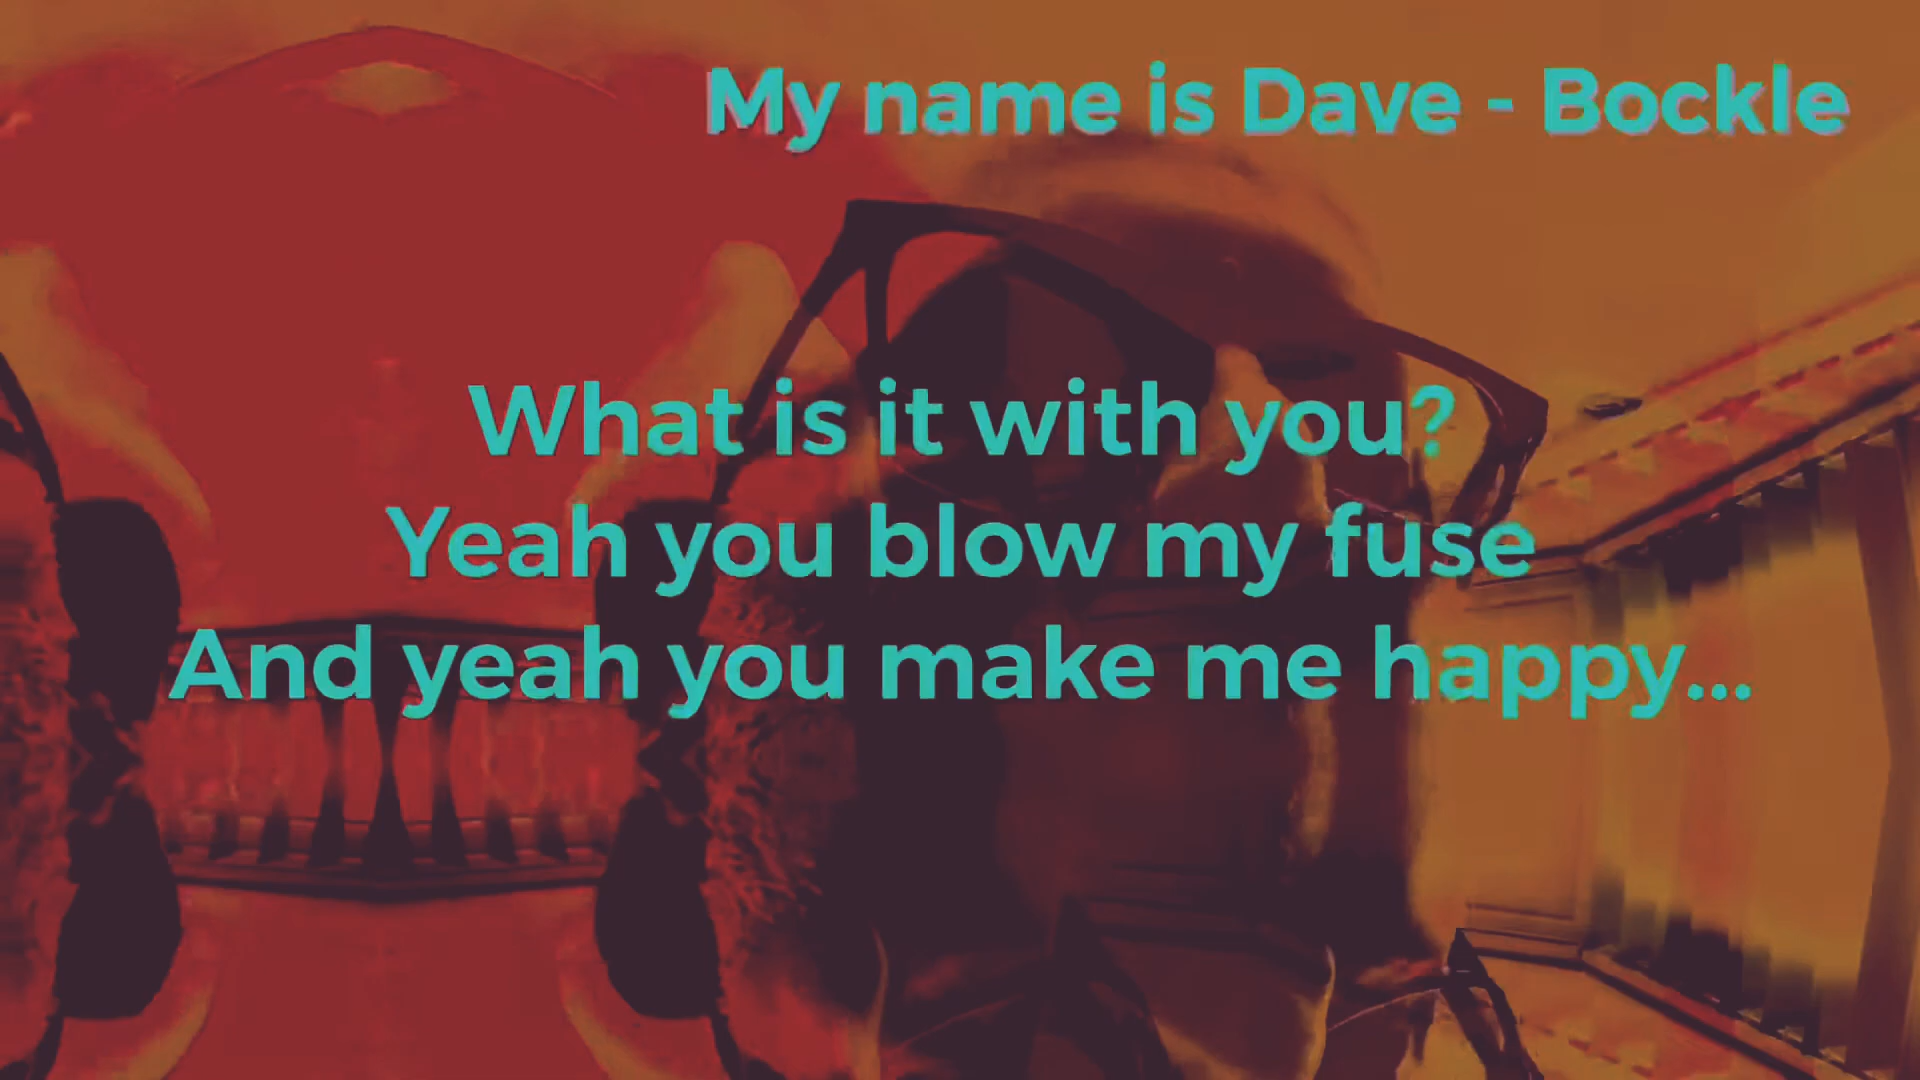 My name is Dave - Bockle
What is it with you?
Yeah you blow my fuse
And yeah you make me happy...